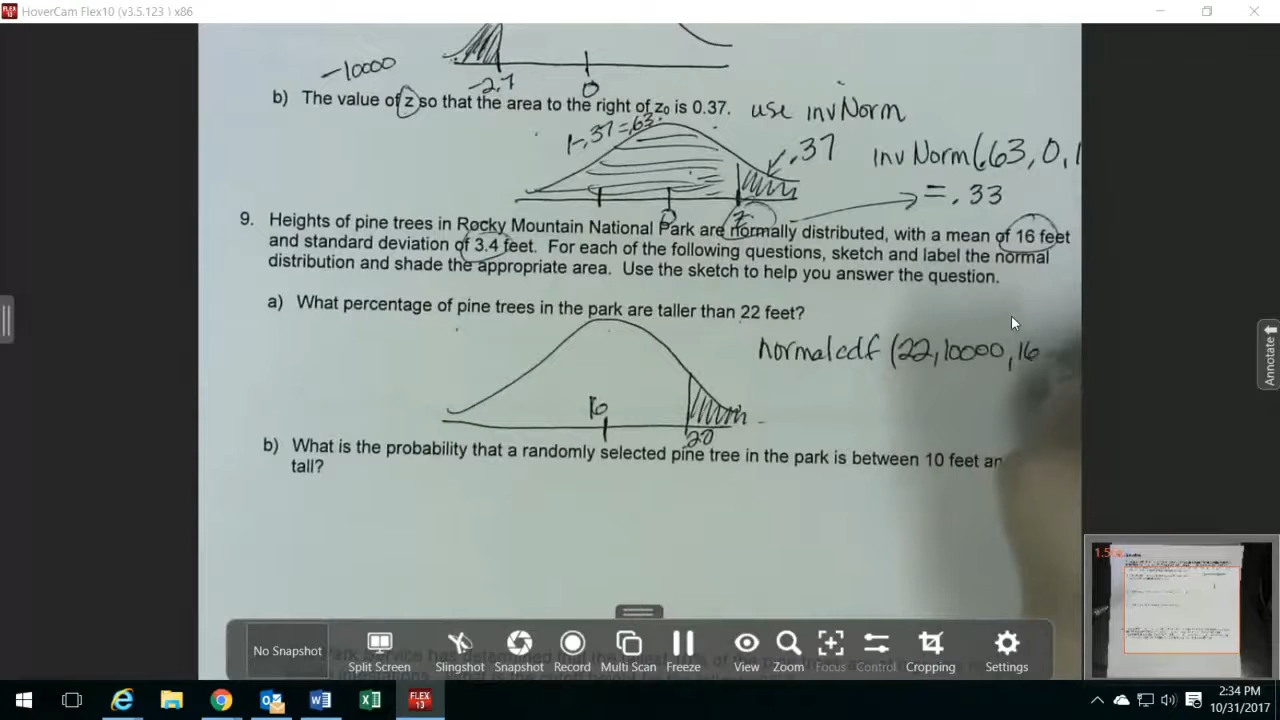 HoverCam Flex10 (v3.5.123 ) x86
-10000
-2.7
0
b) The value of z so that the area to the right of z₀ is 0.37. use invNorm
1-.37=.63
.37
invNorm(.63, 0, 1
= .33
0
z
9. Heights of pine trees in Rocky Mountain National Park are normally distributed, with a mean of 16 feet
and standard deviation of 3.4 feet. For each of the following questions, sketch and label the normal
distribution and shade the appropriate area. Use the sketch to help you answer the question.
a) What percentage of pine trees in the park are taller than 22 feet?
normalcdf (22, 10000, 16
16
b) What is the probability that a randomly selected pine tree in the park is between 10 feet an
tall?
Annotate
No Snapshot
Split Screen
Slingshot
Snapshot
Record
Multi Scan
Freeze
View
Zoom
Focus
Control
Cropping
Settings
2:34 PM
10/31/2017